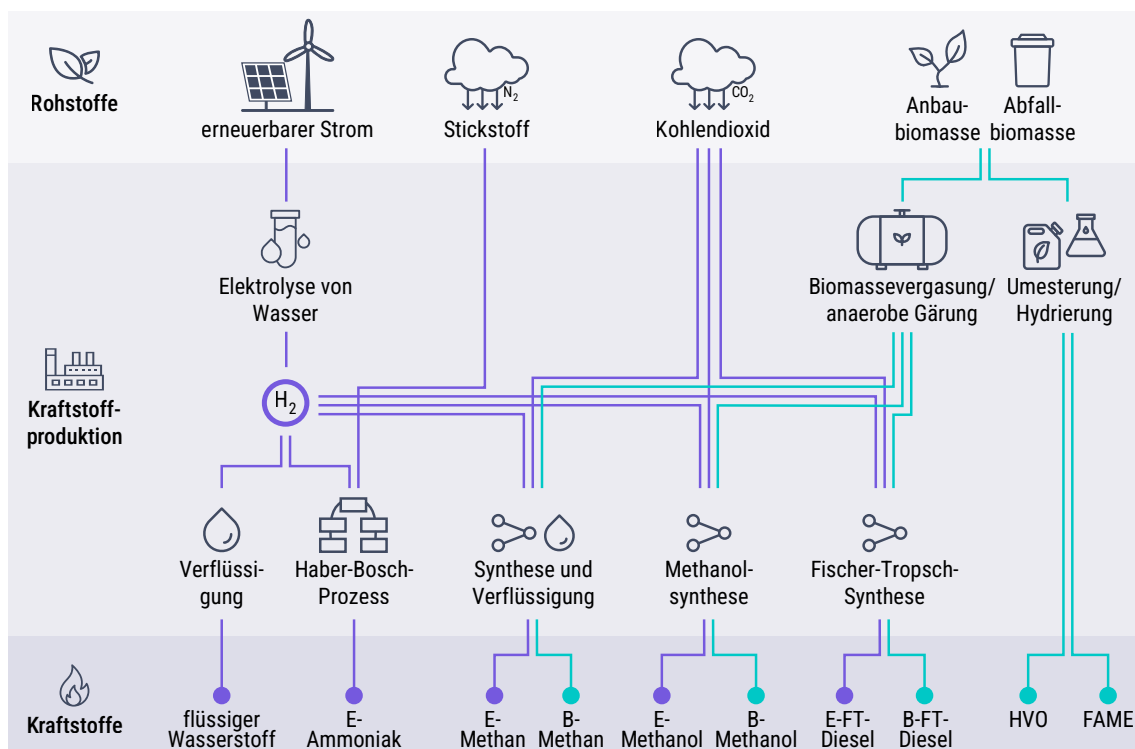 Rohstoffe
erneuerbarer Strom
N2
Stickstoff
CO2
Kohlendioxid
Anbau-
biomasse
Abfall-
biomasse
Elektrolyse von
Wasser
Biomassevergasung/
anaerobe Gärung
Umesterung/
Hydrierung
Kraftstoff-
produktion
H2
Verflüssi-
gung
Haber-Bosch-
Prozess
Synthese und
Verflüssigung
Methanol-
synthese
Fischer-Tropsch-
Synthese
Kraftstoffe
flüssiger
Wasserstoff
E-
Ammoniak
E-
Methan
B-
Methan
E-
Methanol
B-
Methanol
E-FT-
Diesel
B-FT-
Diesel
HVO
FAME